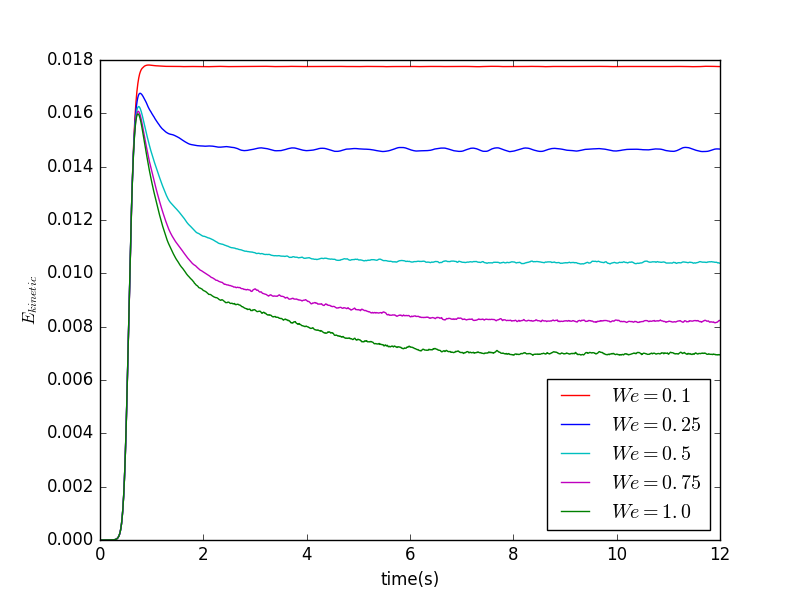 0.018
0.016
0.014
0.012
0.010
0.008
0.006
0.004
0.002
0.000
E_{kinetic}
We = 0.1
We = 0.25
We = 0.5
We = 0.75
We = 1.0
0 2 4 6 8 10 12
time(s)